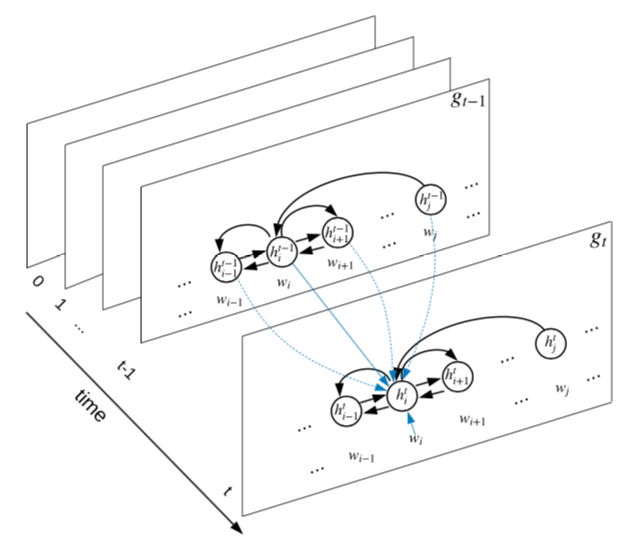 g_{t-1}
h_j^{t-1} ...
h_{i+1}^{t-1} ... ...
h_i^{t-1} w_j
h_{i-1}^{t-1} w_{i+1} ...
... w_i
0 w_{i-1}
1 ...
...
g_t
t-1
h_j^t ...
time
h_{i+1}^t ...
h_i^t w_j ...
h_{i-1}^t ...
... w_{i+1}
w_i
w_{i-1}
...
t